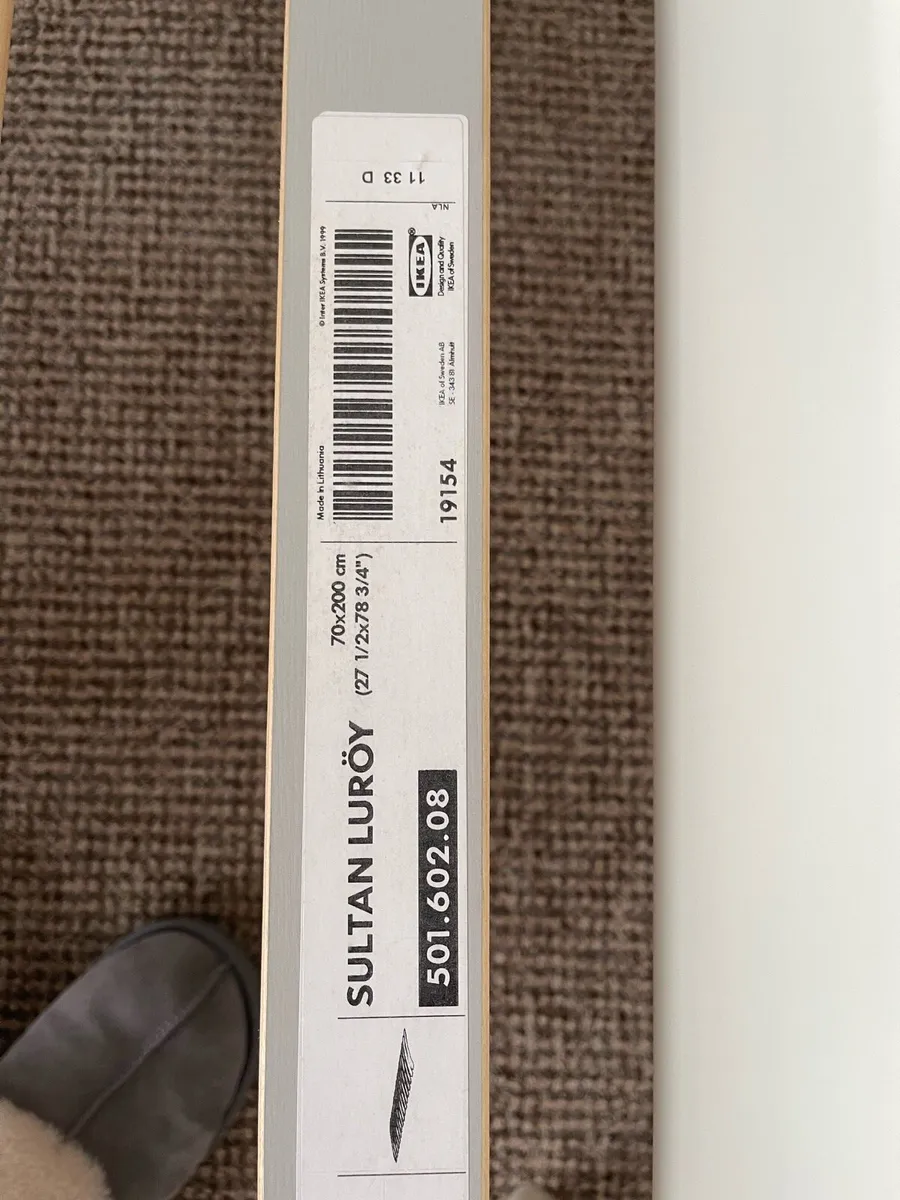 SULTAN LURÖY
70x200 cm
(27 1/2x78 3/4")
501.602.08
Made in Lithuania
© Inter IKEA Systems B.V. 1999
19154
IKEA of Sweden AB
SE - 343 81 Älmhult
IKEA®
Design and Quality
IKEA of Sweden
NLA
11 33 D